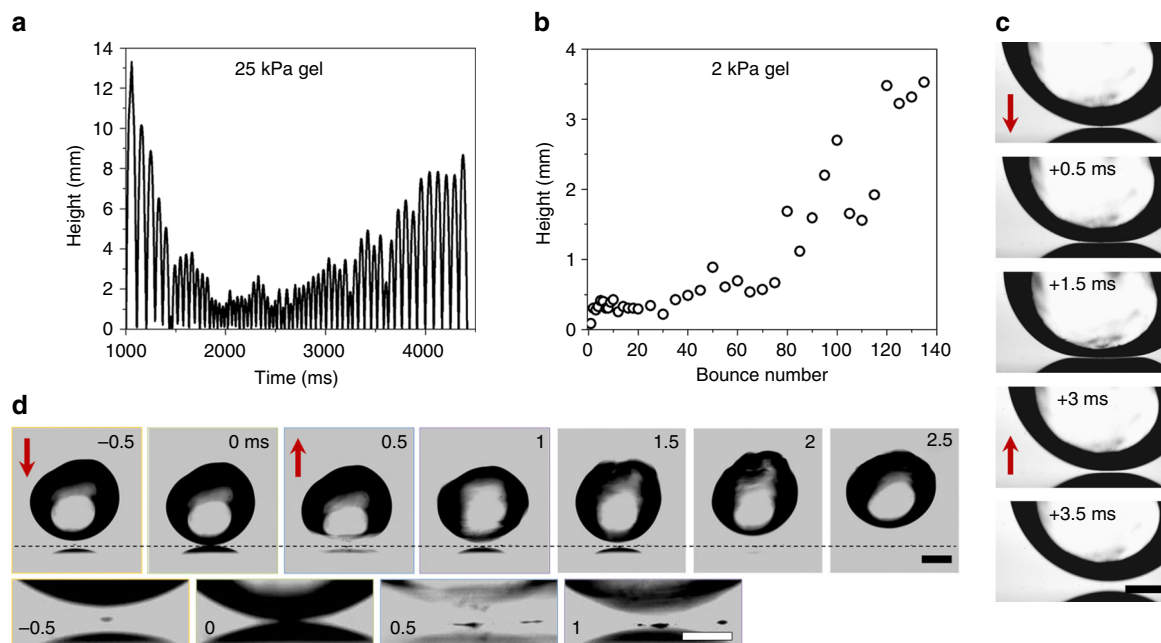 a
14
12
10
8
6
4
2
0
Height (mm)
25 kPa gel
1000
2000
3000
4000
Time (ms)
b
4
3
2
1
0
Height (mm)
2 kPa gel
0
20
40
60
80
100
120
140
Bounce number
c
+0.5 ms
+1.5 ms
+3 ms
+3.5 ms
d
–0.5
0 ms
0.5
1
1.5
2
2.5
–0.5
0
0.5
1